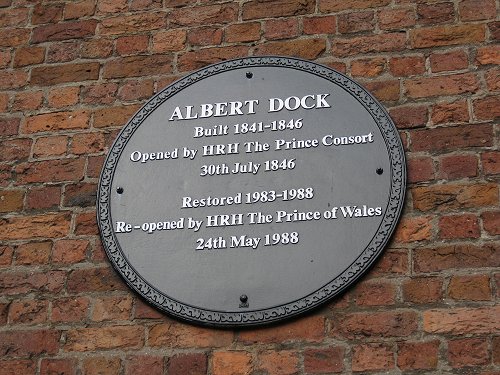 ALBERT DOCK
Built 1841-1846
Opened by HRH The Prince Consort
30th July 1846
Restored 1983-1988
Re-opened by HRH The Prince of Wales
24th May 1988